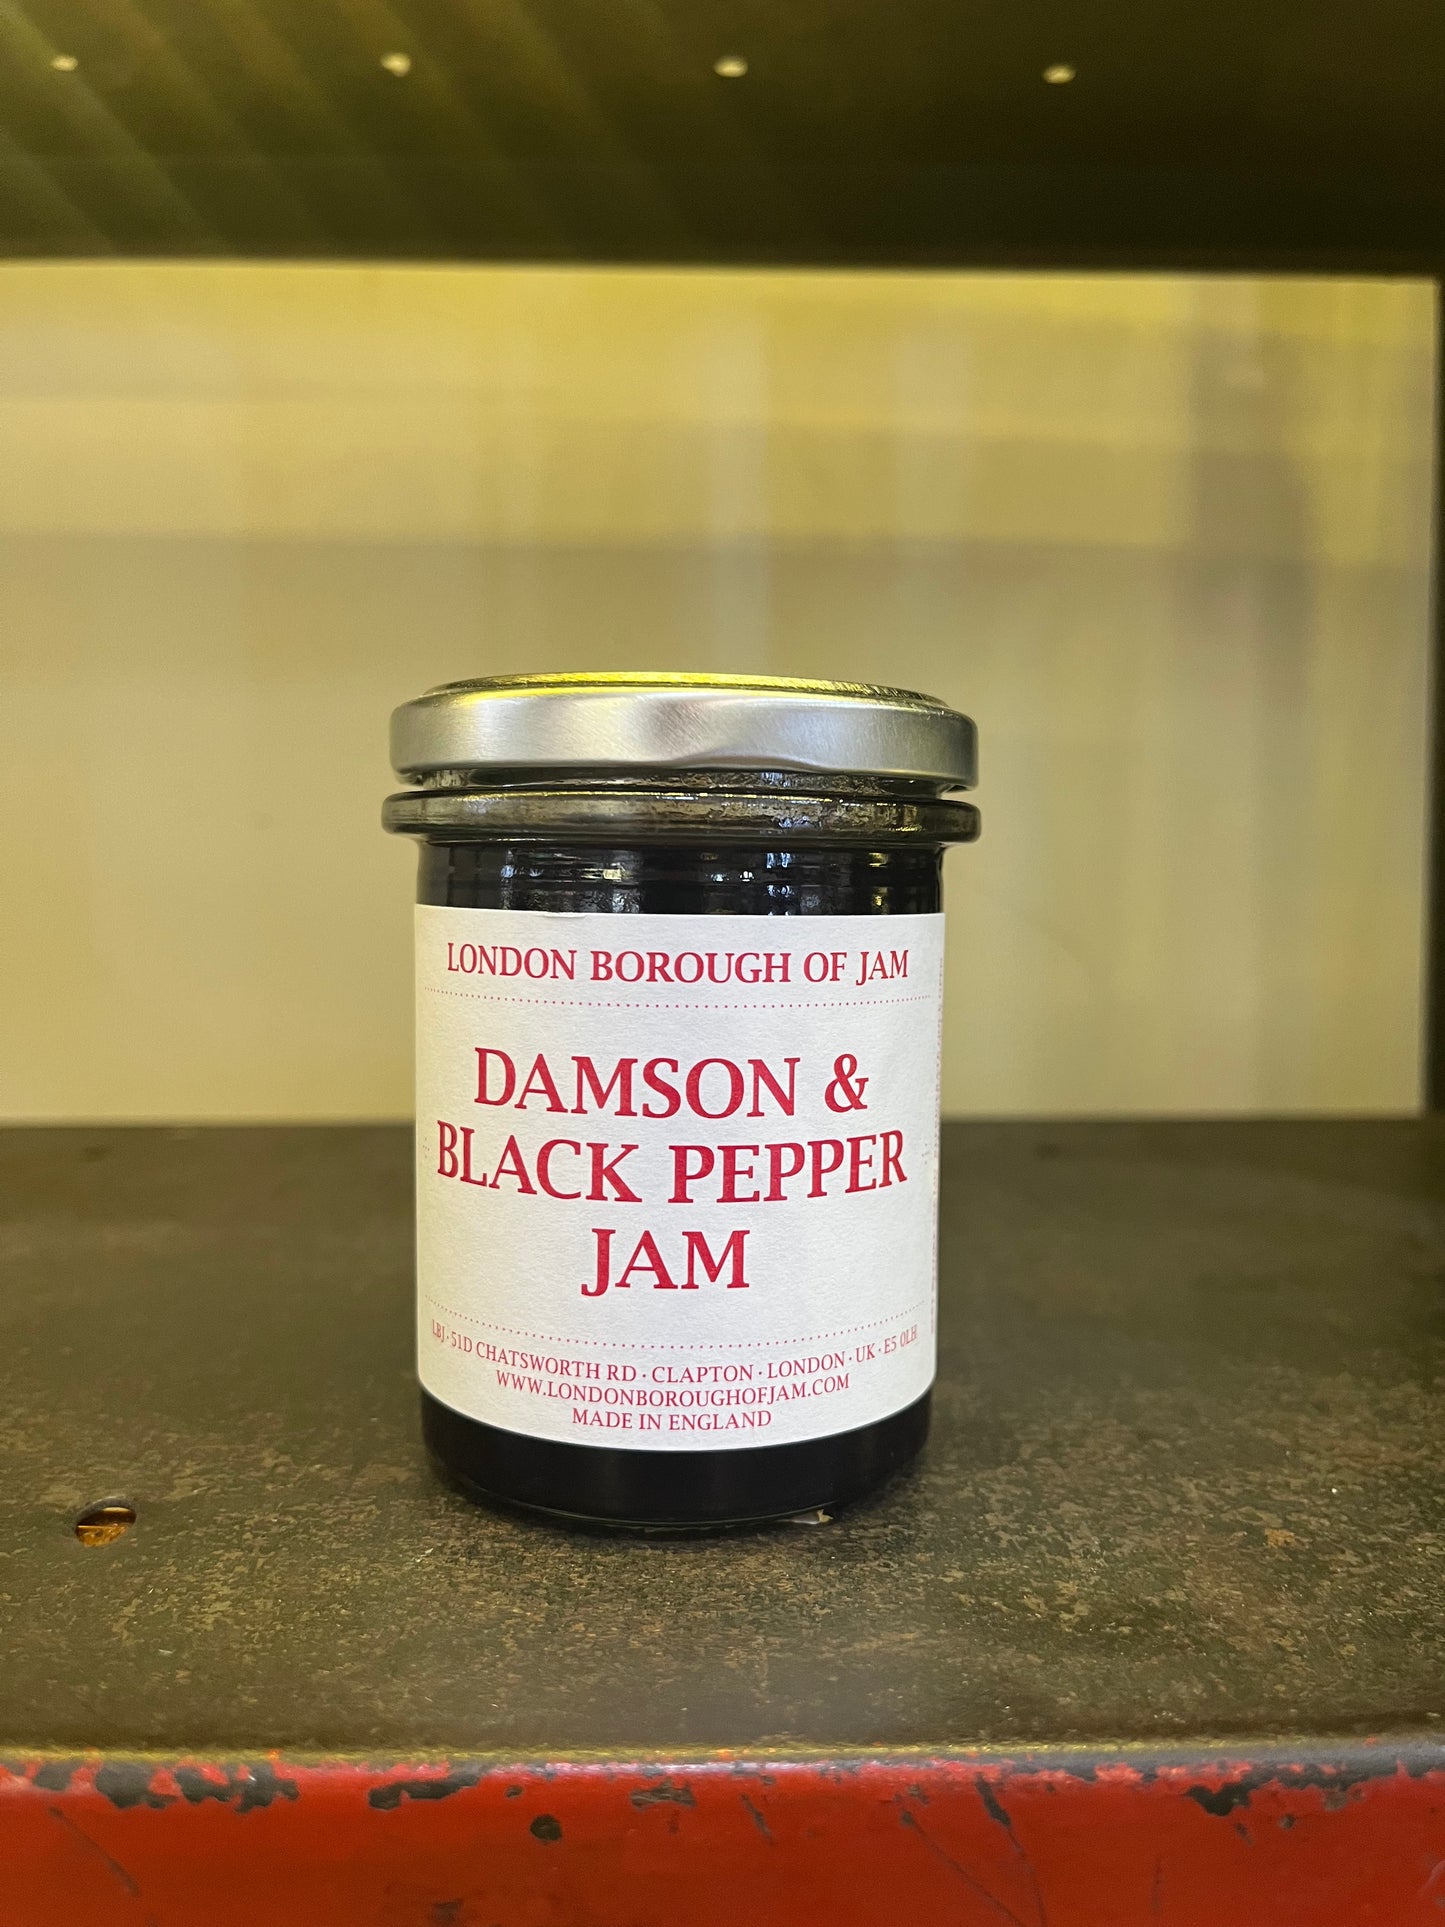 LONDON BOROUGH OF JAM
DAMSON &
BLACK PEPPER
JAM
LBJ · 51D CHATSWORTH RD · CLAPTON · LONDON · UK · E5 0LH
WWW.LONDONBOROUGHOFJAM.COM
MADE IN ENGLAND